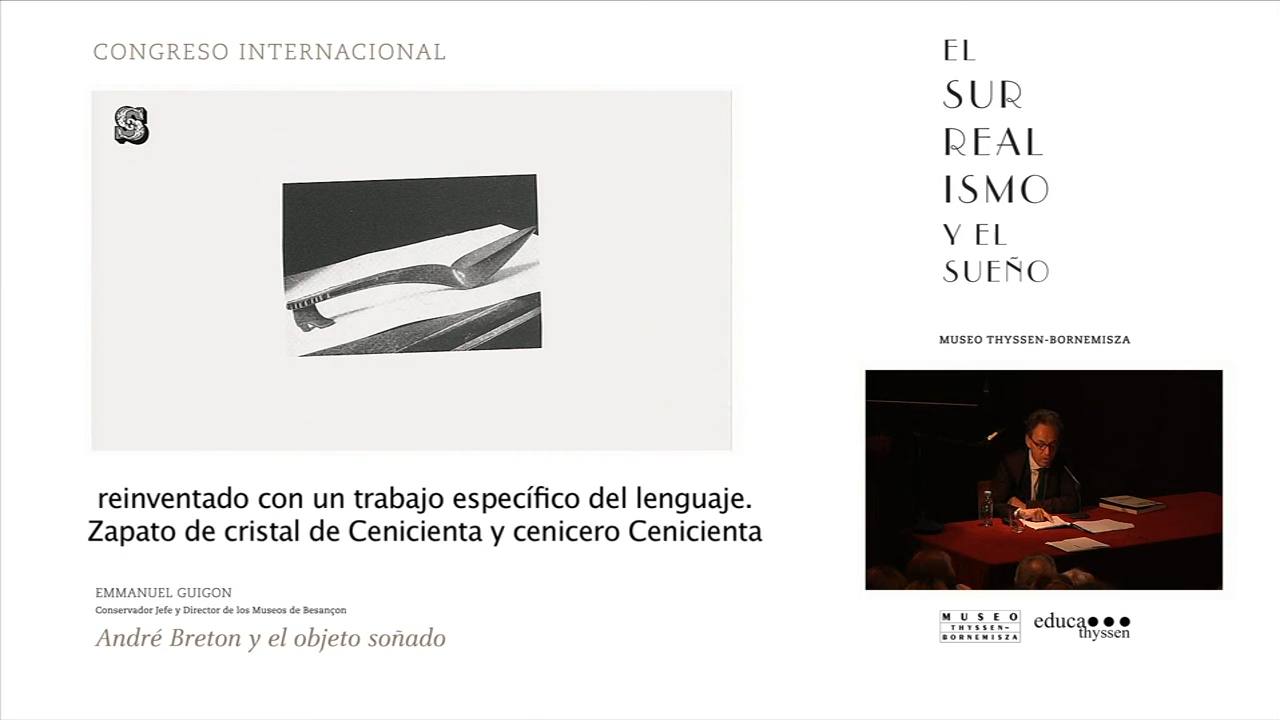 CONGRESO INTERNACIONAL
S
EL
SUR
REAL
ISMO
Y EL
SUEÑO
MUSEO THYSSEN-BORNEMISZA
reinventado con un trabajo específico del lenguaje.
Zapato de cristal de Cenicienta y cenicero Cenicienta
EMMANUEL GUIGON
Conservador Jefe y Director de los Museos de Besançon
André Breton y el objeto soñado
MUSEO
THYSSEN-
BORNEMISZA
educa
thyssen